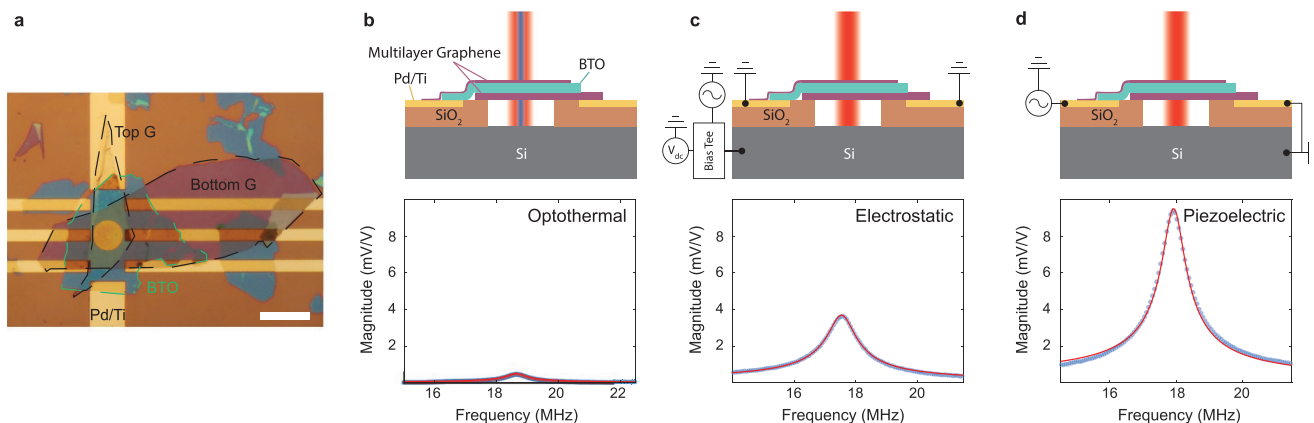 a
Top G
Bottom G
BTO
Pd/Ti
b
Multilayer Graphene
BTO
Pd/Ti
SiO2
Si
Optothermal
Magnitude (mV/V)
8
6
4
2
16 18 20 22
Frequency (MHz)
c
Vdc
Bias Tee
SiO2
Si
Electrostatic
Magnitude (mV/V)
8
6
4
2
16 18 20
Frequency (MHz)
d
SiO2
Si
Piezoelectric
Magnitude (mV/V)
8
6
4
2
16 18 20
Frequency (MHz)